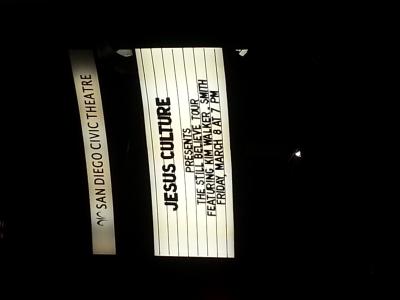 SAN DIEGO CIVIC THEATRE
JESUS CULTURE
PRESENTS
THE STILL BELIEVE TOUR
FEATURING KIM WALKER-SMITH
FRIDAY, MARCH 8 AT 7 PM